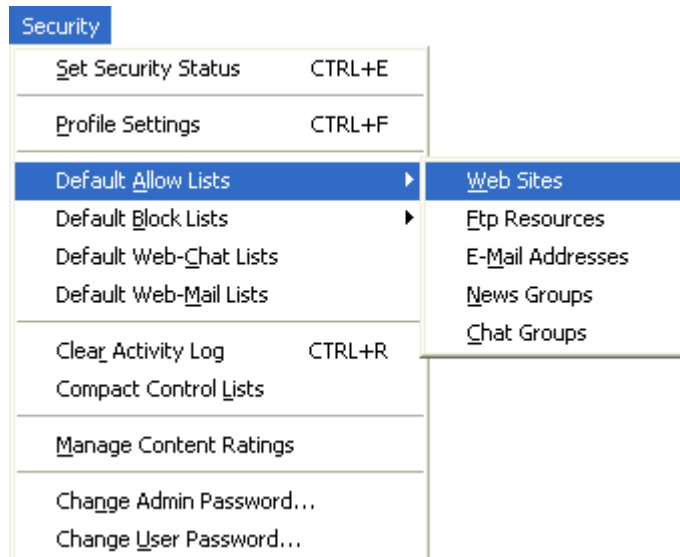 Security
Set Security Status CTRL+E
Profile Settings CTRL+F
Default Allow Lists
Default Block Lists
Default Web-Chat Lists
Default Web-Mail Lists
Clear Activity Log CTRL+R
Compact Control Lists
Manage Content Ratings
Change Admin Password...
Change User Password...
Web Sites
Ftp Resources
E-Mail Addresses
News Groups
Chat Groups